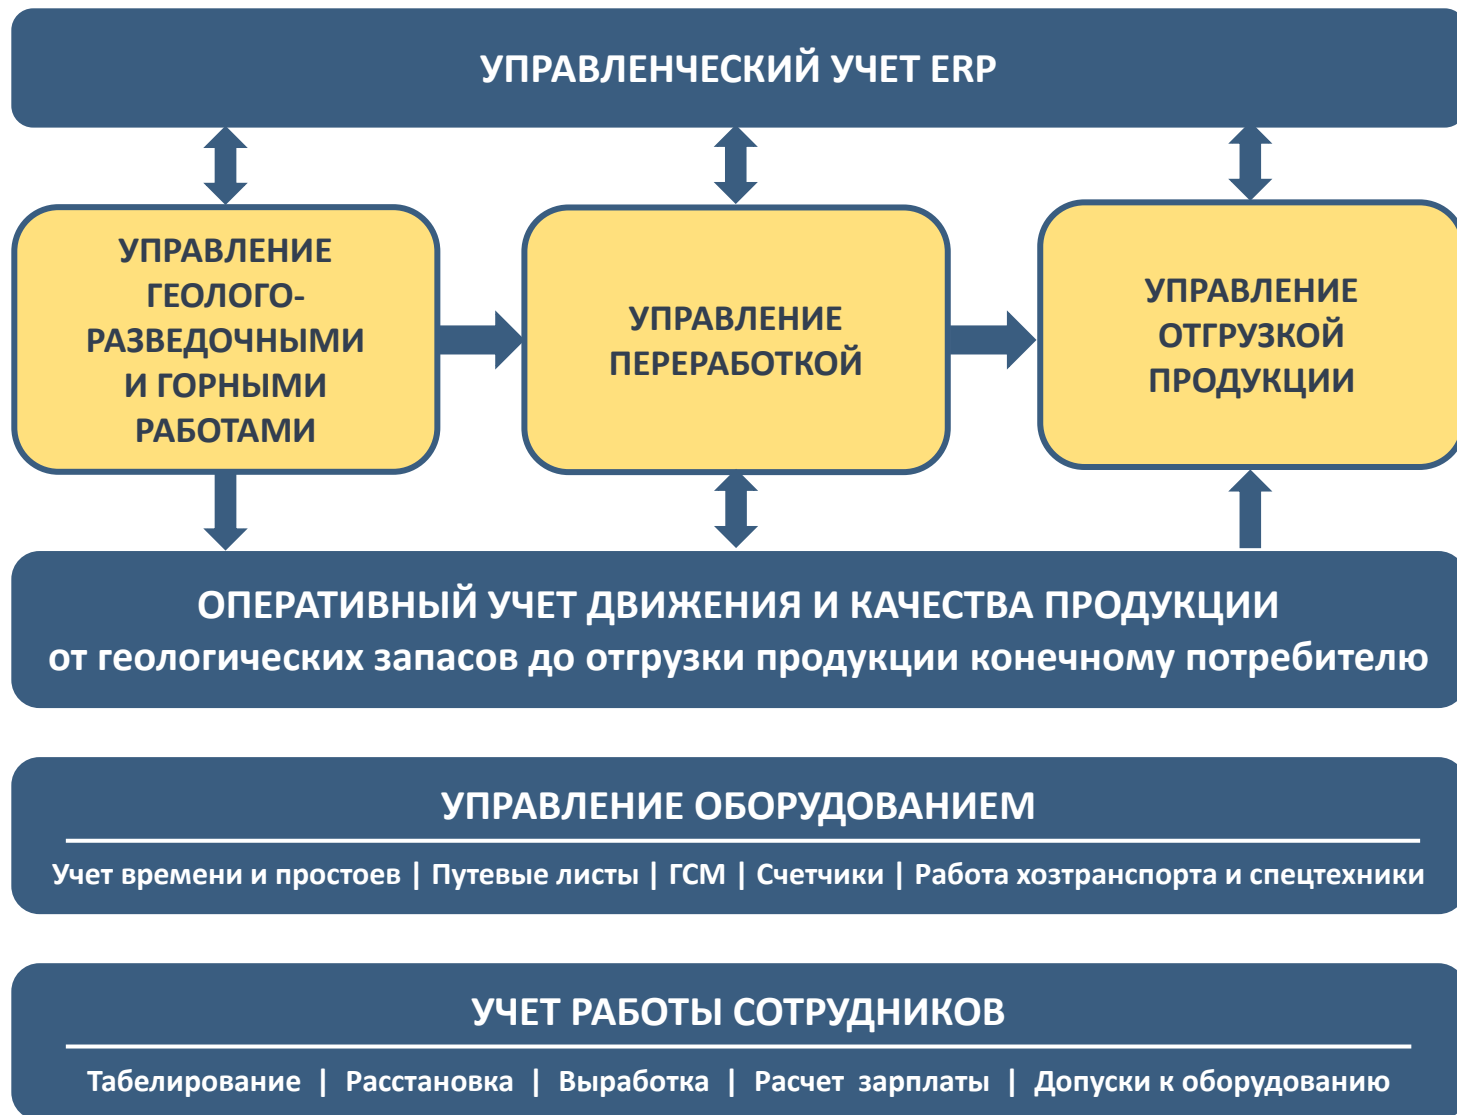 УПРАВЛЕНЧЕСКИЙ УЧЕТ ERP
УПРАВЛЕНИЕ
ГЕОЛОГО-
РАЗВЕДОЧНЫМИ
И ГОРНЫМИ
РАБОТАМИ
УПРАВЛЕНИЕ
ПЕРЕРАБОТКОЙ
УПРАВЛЕНИЕ
ОТГРУЗКОЙ
ПРОДУКЦИИ
ОПЕРАТИВНЫЙ УЧЕТ ДВИЖЕНИЯ И КАЧЕСТВА ПРОДУКЦИИ
от геологических запасов до отгрузки продукции конечному потребителю
УПРАВЛЕНИЕ ОБОРУДОВАНИЕМ
Учет времени и простоев | Путевые листы | ГСМ | Счетчики | Работа хозтранспорта и спецтехники
УЧЕТ РАБОТЫ СОТРУДНИКОВ
Табелирование | Расстановка | Выработка | Расчет зарплаты | Допуски к оборудованию